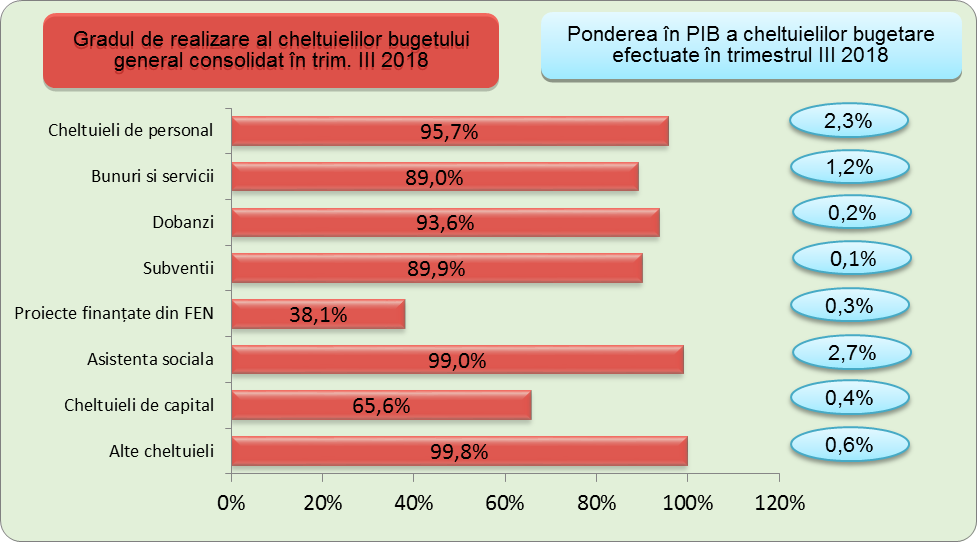 Gradul de realizare al cheltuielilor bugetului
general consolidat în trim. III 2018
Ponderea în PIB a cheltuielilor bugetare
efectuate în trimestrul III 2018
Cheltuieli de personal 95,7% 2,3%
Bunuri si servicii 89,0% 1,2%
Dobanzi 93,6% 0,2%
Subventii 89,9% 0,1%
Proiecte finanțate din FEN 38,1% 0,3%
Asistenta sociala 99,0% 2,7%
Cheltuieli de capital 65,6% 0,4%
Alte cheltuieli 99,8% 0,6%
0% 20% 40% 60% 80% 100% 120%